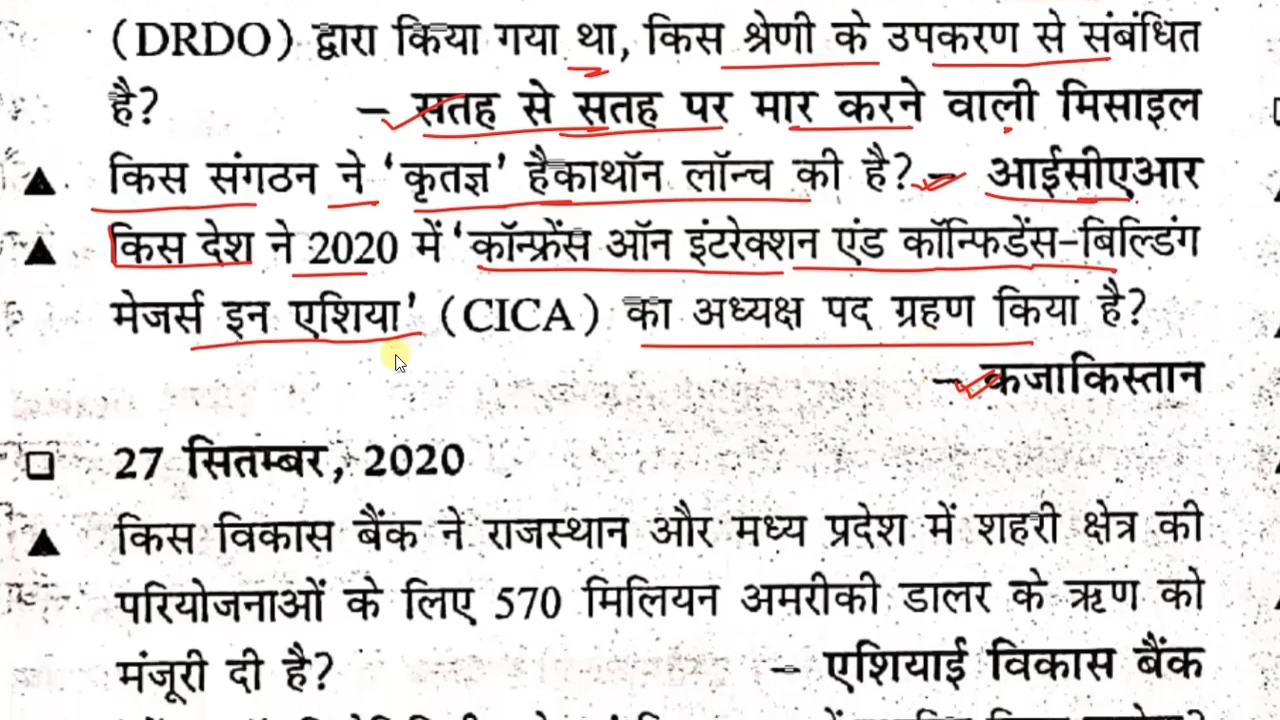 (DRDO) द्वारा किया गया था, किस श्रेणी के उपकरण से संबंधित
है? – सतह से सतह पर मार करने वाली मिसाइल
▲ किस संगठन ने ‘कृतज्ञ’ हैकाथॉन लॉन्च की है? – आईसीएआर
▲ किस देश ने 2020 में ‘कॉन्फ्रेंस ऑन इंटरेक्शन एंड कॉन्फिडेंस-बिल्डिंग
मेजर्स इन एशिया’ (CICA) का अध्यक्ष पद ग्रहण किया है?
– कजाकिस्तान
❑ 27 सितम्बर, 2020
▲ किस विकास बैंक ने राजस्थान और मध्य प्रदेश में शहरी क्षेत्र की
परियोजनाओं के लिए 570 मिलियन अमरीकी डालर के ऋण को
मंजूरी दी है? – एशियाई विकास बैंक